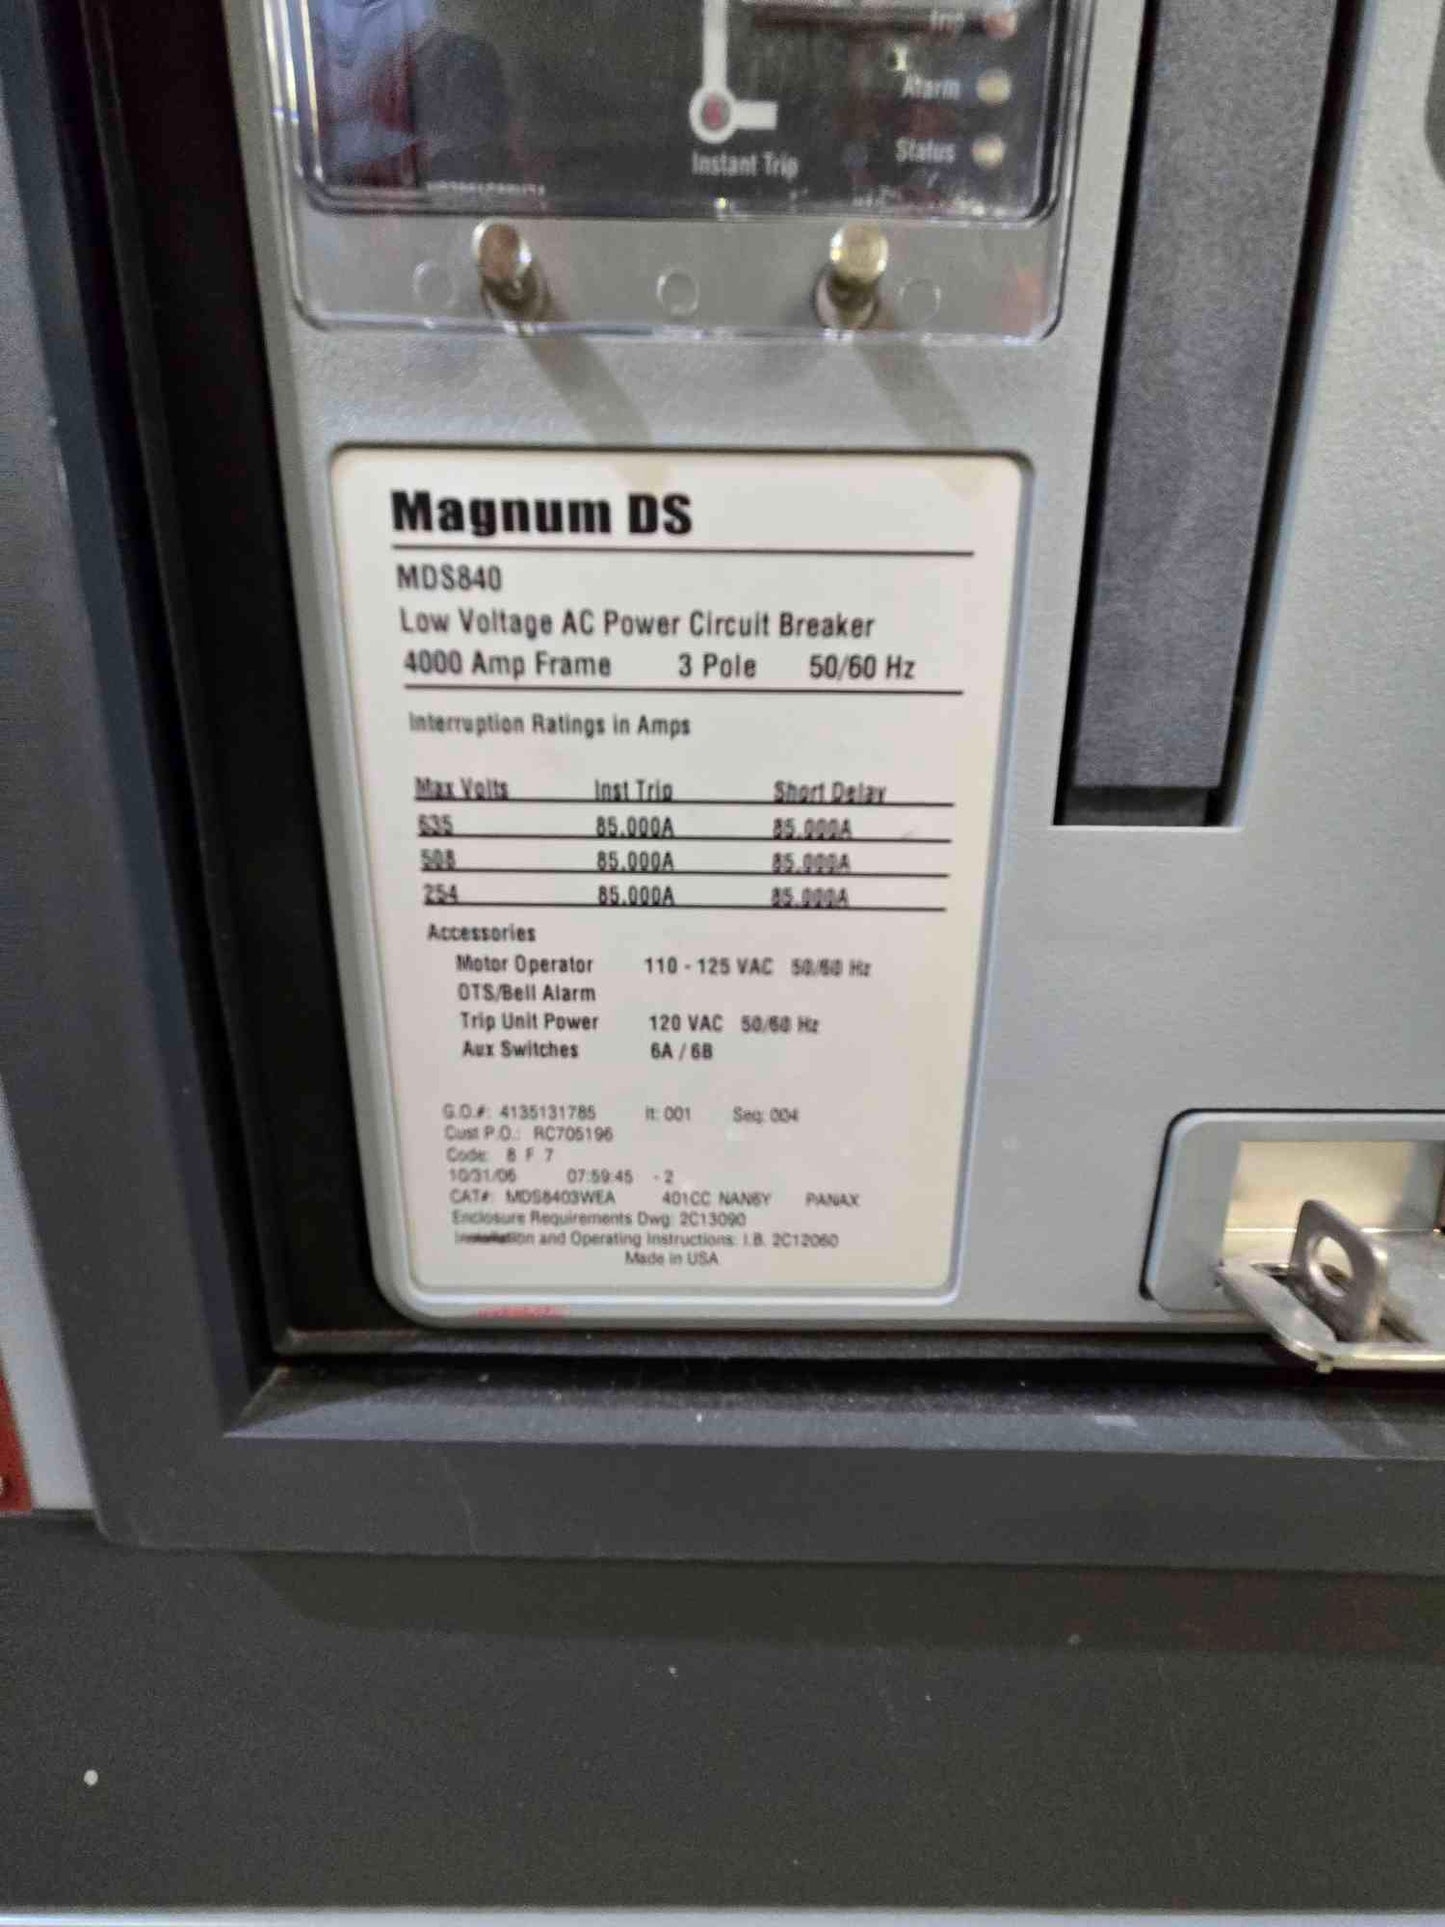 Trip
Alarm
Status
Instant Trip
Magnum DS
MDS840
Low Voltage AC Power Circuit Breaker
4000 Amp Frame 3 Pole 50/60 Hz
Interruption Ratings in Amps
Max Volts Inst Trip Short Delay
635 85.000A 85.000A
508 85.000A 85.000A
254 85.000A 85.000A
Accessories
Motor Operator 110 - 125 VAC 50/60 Hz
OTS/Bell Alarm
Trip Unit Power 120 VAC 50/60 Hz
Aux Switches 6A / 6B
G.O.#: 4135131785 It: 001 Seq: 004
Cust P.O.: RC705196
Code: 8 F 7
10/31/06 07:59:45 - 2
CAT#: MDS8403WEA 401CC NAN6Y PANAX
Enclosure Requirements Dwg: 2C13090
Installation and Operating Instructions: I.B. 2C12060
Made in USA